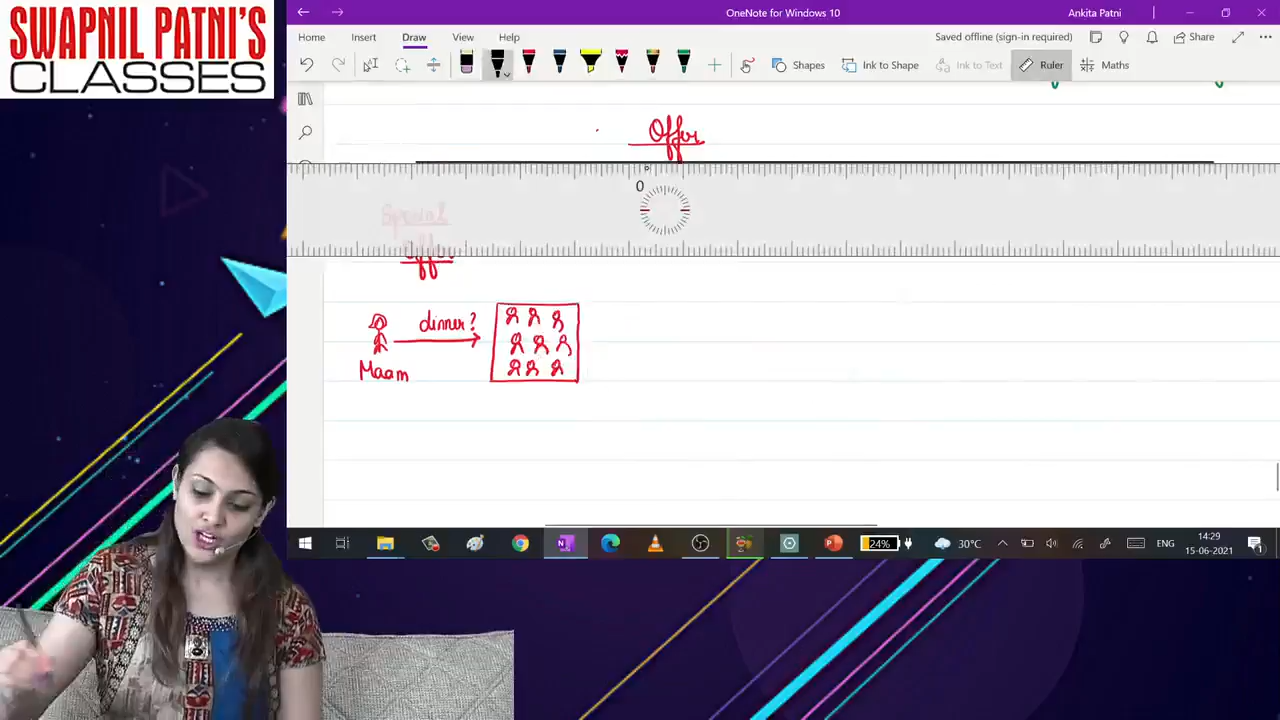 SWAPNIL PATNI'S
CLASSES
OneNote for Windows 10
Ankita Patni
Home Insert Draw View Help
Saved offline (sign-in required)
Share
Shapes
Ink to Shape
Ink to Text
Ruler
Maths
Offer
0
Special
Offer
dinner?
Maam
24%
30°C
ENG
14:29
15-06-2021
1